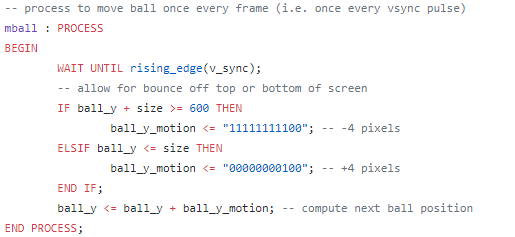 -- process to move ball once every frame (i.e. once every vsync pulse)
mball : PROCESS
BEGIN
        WAIT UNTIL rising_edge(v_sync);
        -- allow for bounce off top or bottom of screen
        IF ball_y + size >= 600 THEN
                ball_y_motion <= "11111111100"; -- -4 pixels
        ELSIF ball_y <= size THEN
                ball_y_motion <= "00000000100"; -- +4 pixels
        END IF;
        ball_y <= ball_y + ball_y_motion; -- compute next ball position
END PROCESS;